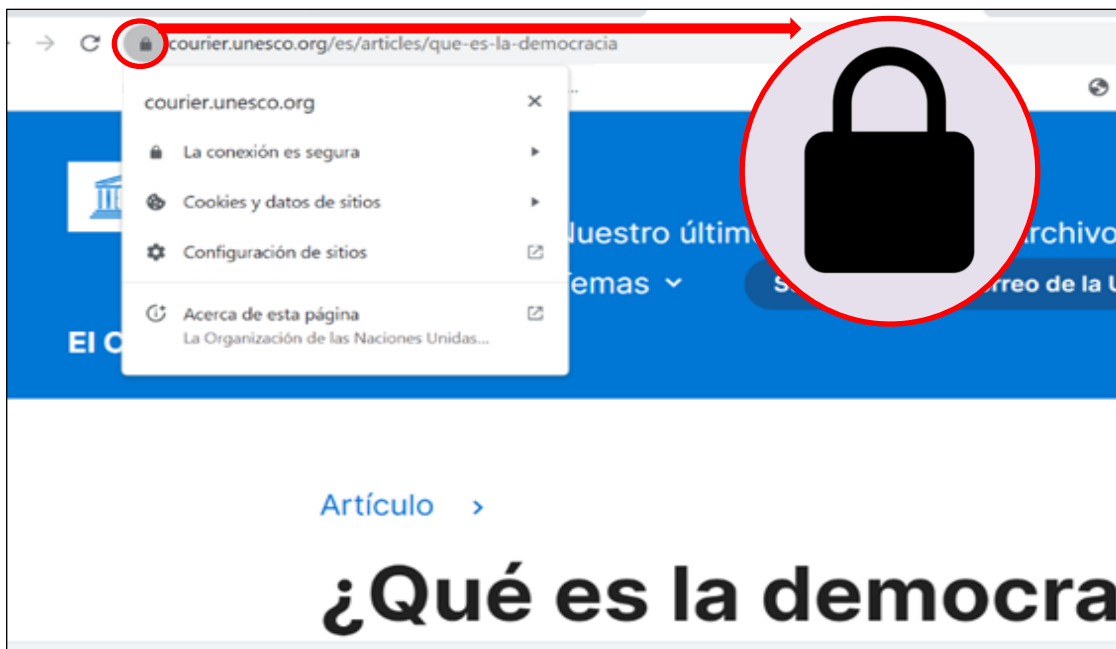 courier.unesco.org/es/articles/que-es-la-democracia
courier.unesco.org
La conexión es segura
Cookies y datos de sitios
Configuración de sitios
Acerca de esta página
La Organización de las Naciones Unidas...
Nuestro últim
rchivo
emas
S
rreo de la U
El C
Artículo >
¿Qué es la democra